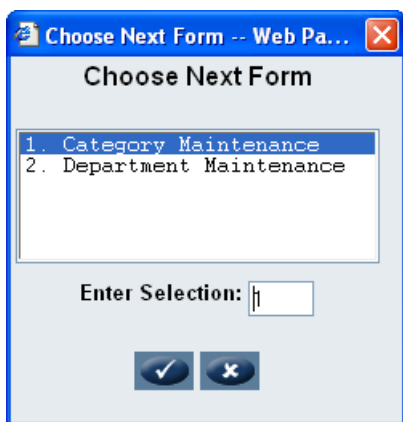 Choose Next Form -- Web Pa...
Choose Next Form
1. Category Maintenance
2. Department Maintenance
Enter Selection: 1